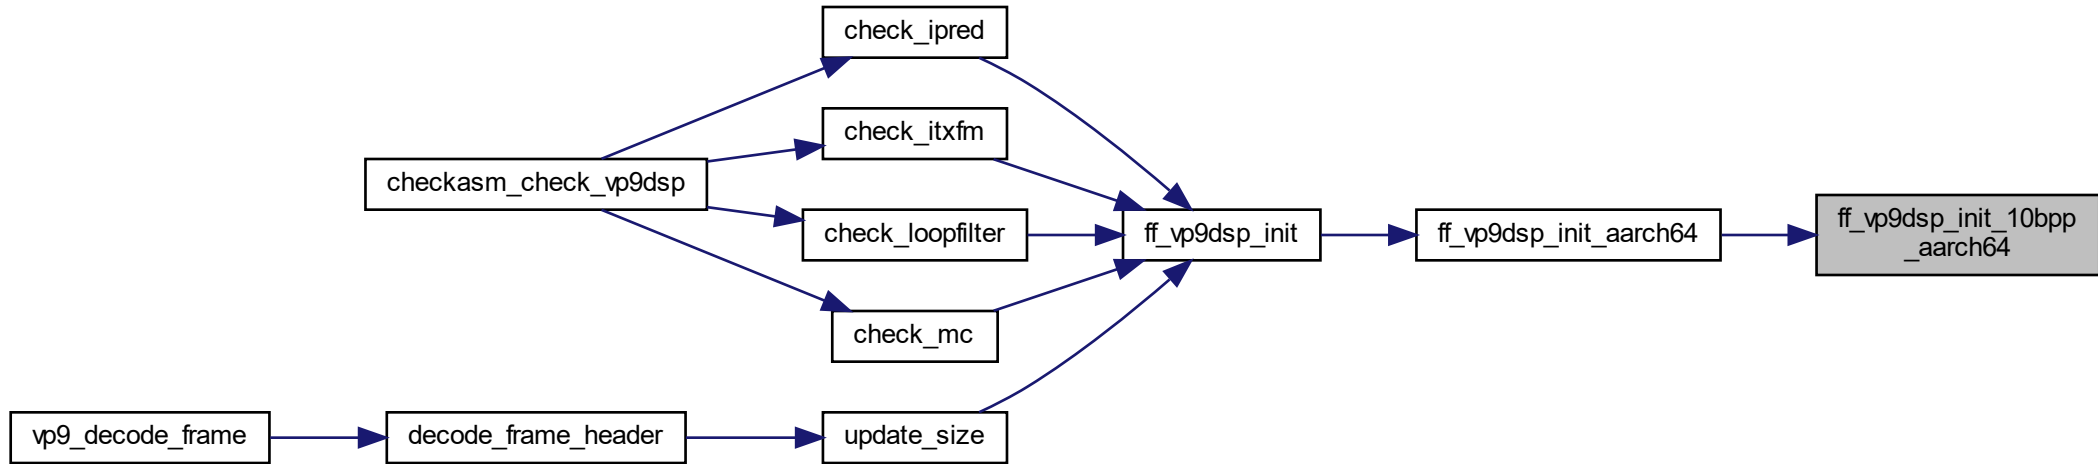 check_ipred
check_itxfm
checkasm_check_vp9dsp
check_loopfilter
ff_vp9dsp_init
ff_vp9dsp_init_aarch64
ff_vp9dsp_init_10bpp
_aarch64
check_mc
vp9_decode_frame
decode_frame_header
update_size